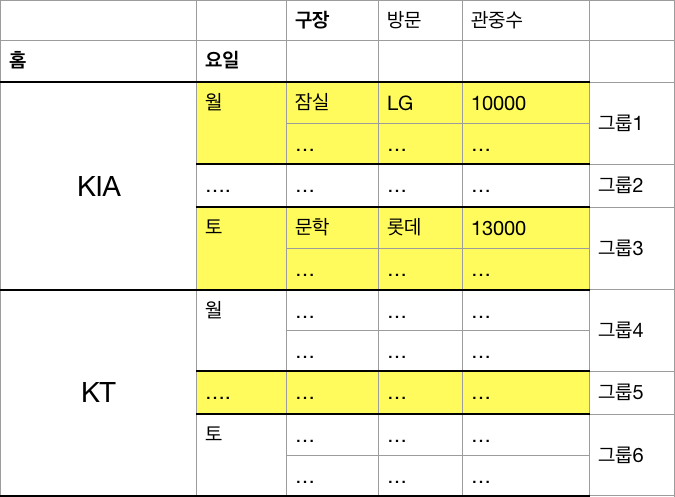 구장 방문 관중수
홈 요일
월 잠실 LG 10000
그룹1
… … …
KIA
…. … … … 그룹2
토 문학 롯데 13000
그룹3
… … …
월 … … …
그룹4
… … …
KT
…. … … … 그룹5
토 … … …
그룹6
… … …